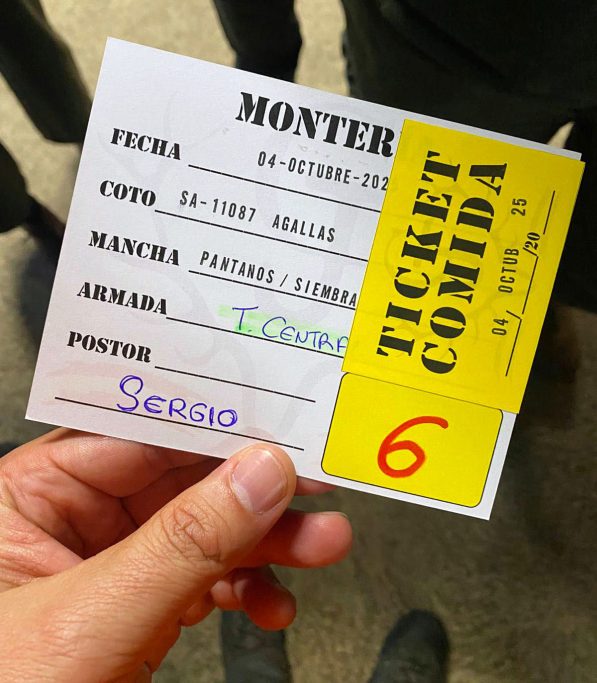 MONTER
FECHA 04-OCTUBRE-202
COTO SA-11087 AGALLAS
MANCHA PANTANOS / SIEMBRA
ARMADA T. CENTRA
POSTOR
SERGIO
TICKET
COMIDA
04/ OCTUB /20 25
6